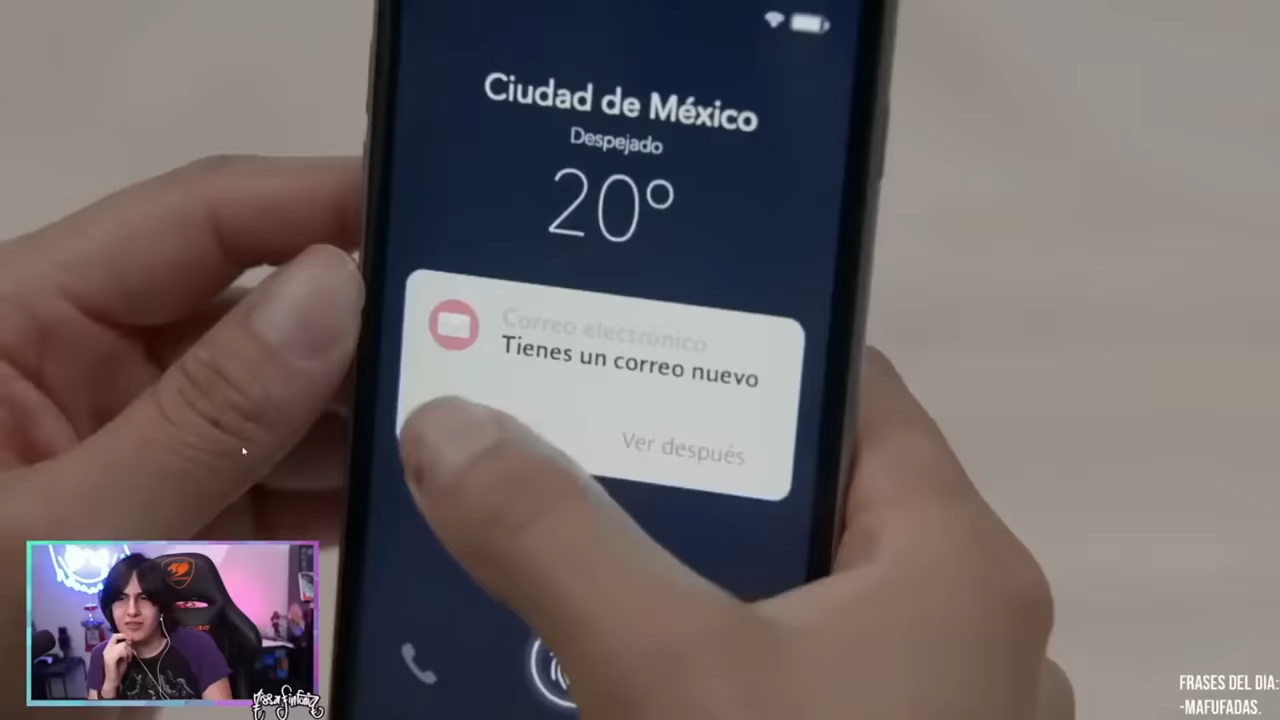 Ciudad de México
Despejado
20°
Correo electrónico
Tienes un correo nuevo
Ver después
FRASES DEL DIA:
-MAFUFADAS.